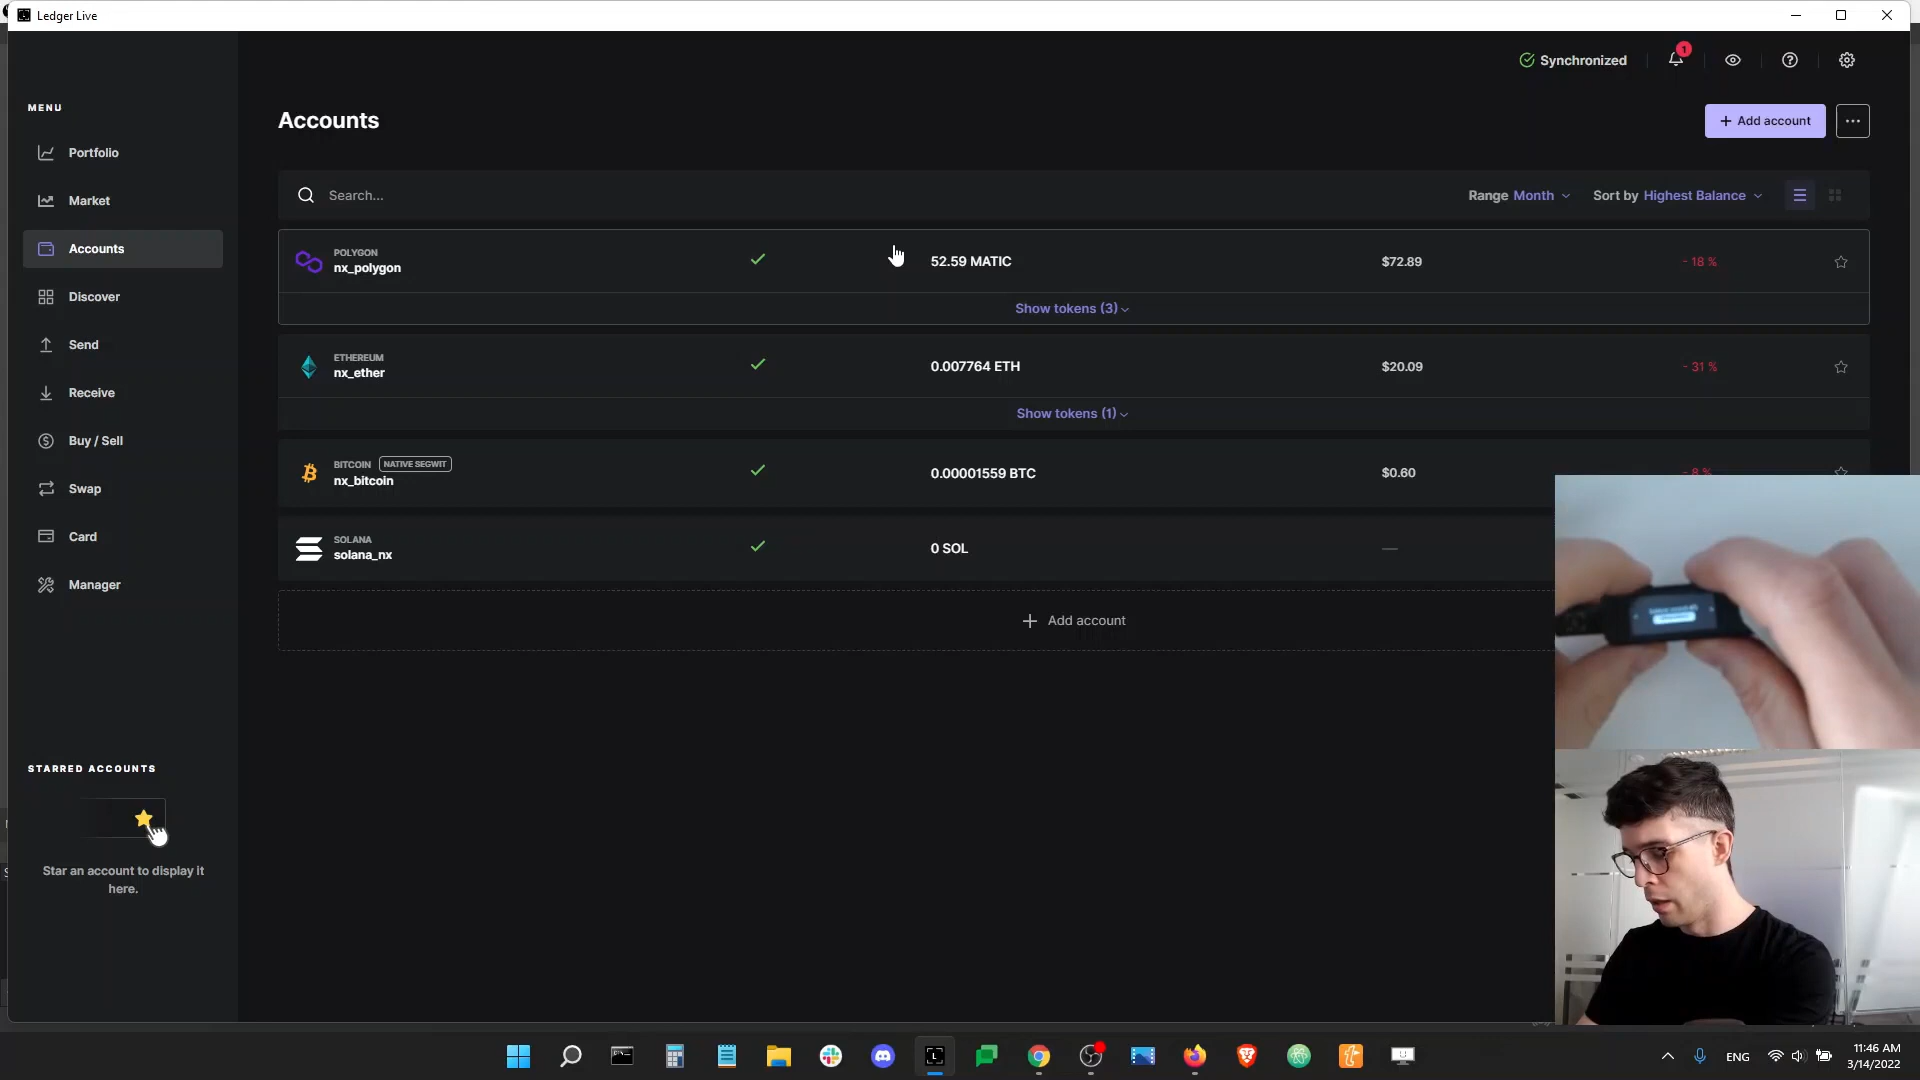 Ledger Live
Synchronized
1
MENU
Portfolio
Market
Accounts
Discover
Send
Receive
Buy / Sell
Swap
Card
Manager
STARRED ACCOUNTS
Star an account to display it
here.
Accounts
+ Add account
Search...
Range Month
Sort by Highest Balance
POLYGON
nx_polygon
52.59 MATIC
$72.89
- 18 %
Show tokens (3)
ETHEREUM
nx_ether
0.007764 ETH
$20.09
- 31 %
Show tokens (1)
BITCOIN NATIVE SEGWIT
nx_bitcoin
0.00001559 BTC
$0.60
- 8 %
SOLANA
solana_nx
0 SOL
—
+ Add account
ENG
11:46 AM
3/14/2022